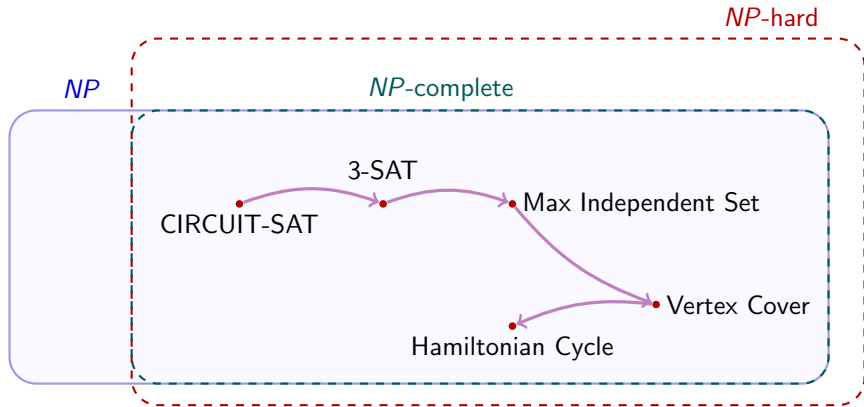 NP-hard
NP
NP-complete
3-SAT
CIRCUIT-SAT
Max Independent Set
Vertex Cover
Hamiltonian Cycle